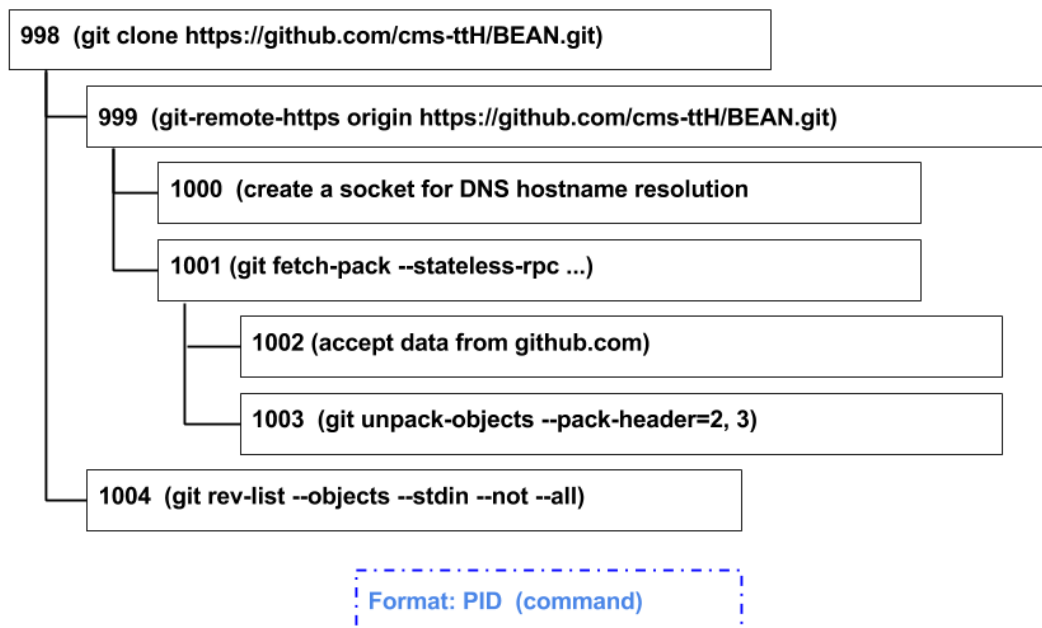 998 (git clone https://github.com/cms-ttH/BEAN.git)
999 (git-remote-https origin https://github.com/cms-ttH/BEAN.git)
1000 (create a socket for DNS hostname resolution
1001 (git fetch-pack --stateless-rpc ...)
1002 (accept data from github.com)
1003 (git unpack-objects --pack-header=2, 3)
1004 (git rev-list --objects --stdin --not --all)
Format: PID (command)